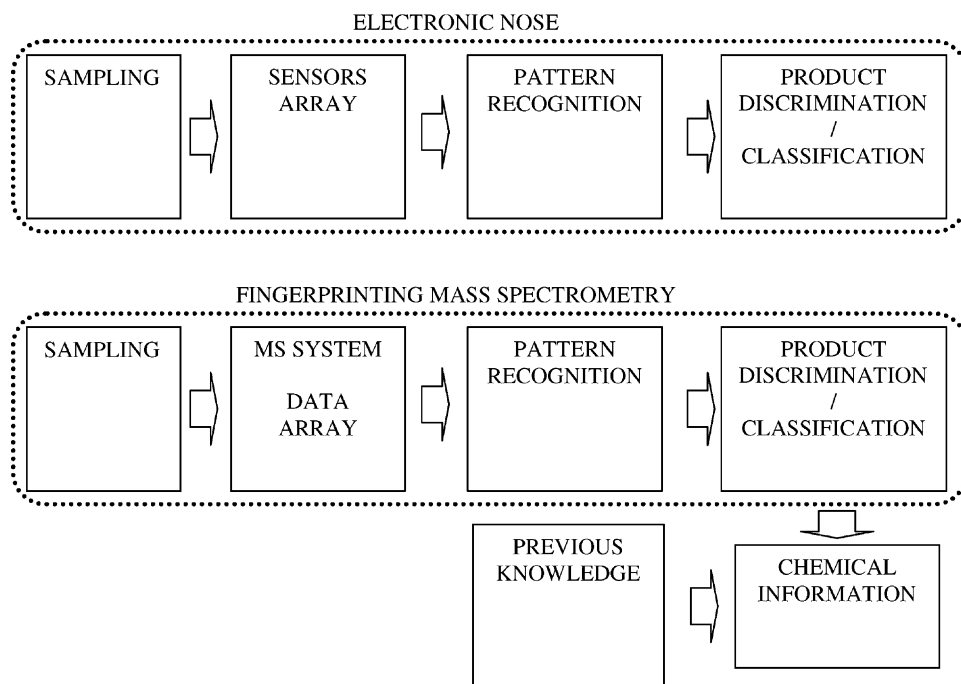 ELECTRONIC NOSE
SAMPLING
SENSORS
ARRAY
PATTERN
RECOGNITION
PRODUCT
DISCRIMINATION
/
CLASSIFICATION
FINGERPRINTING MASS SPECTROMETRY
SAMPLING
MS SYSTEM
DATA
ARRAY
PATTERN
RECOGNITION
PRODUCT
DISCRIMINATION
/
CLASSIFICATION
PREVIOUS
KNOWLEDGE
CHEMICAL
INFORMATION